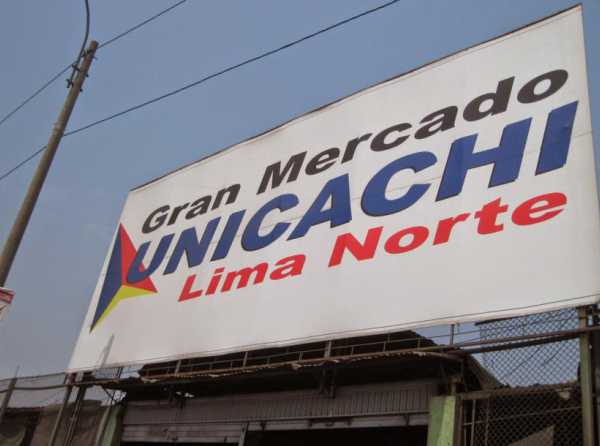 Gran Mercado
UNICACHI
Lima Norte